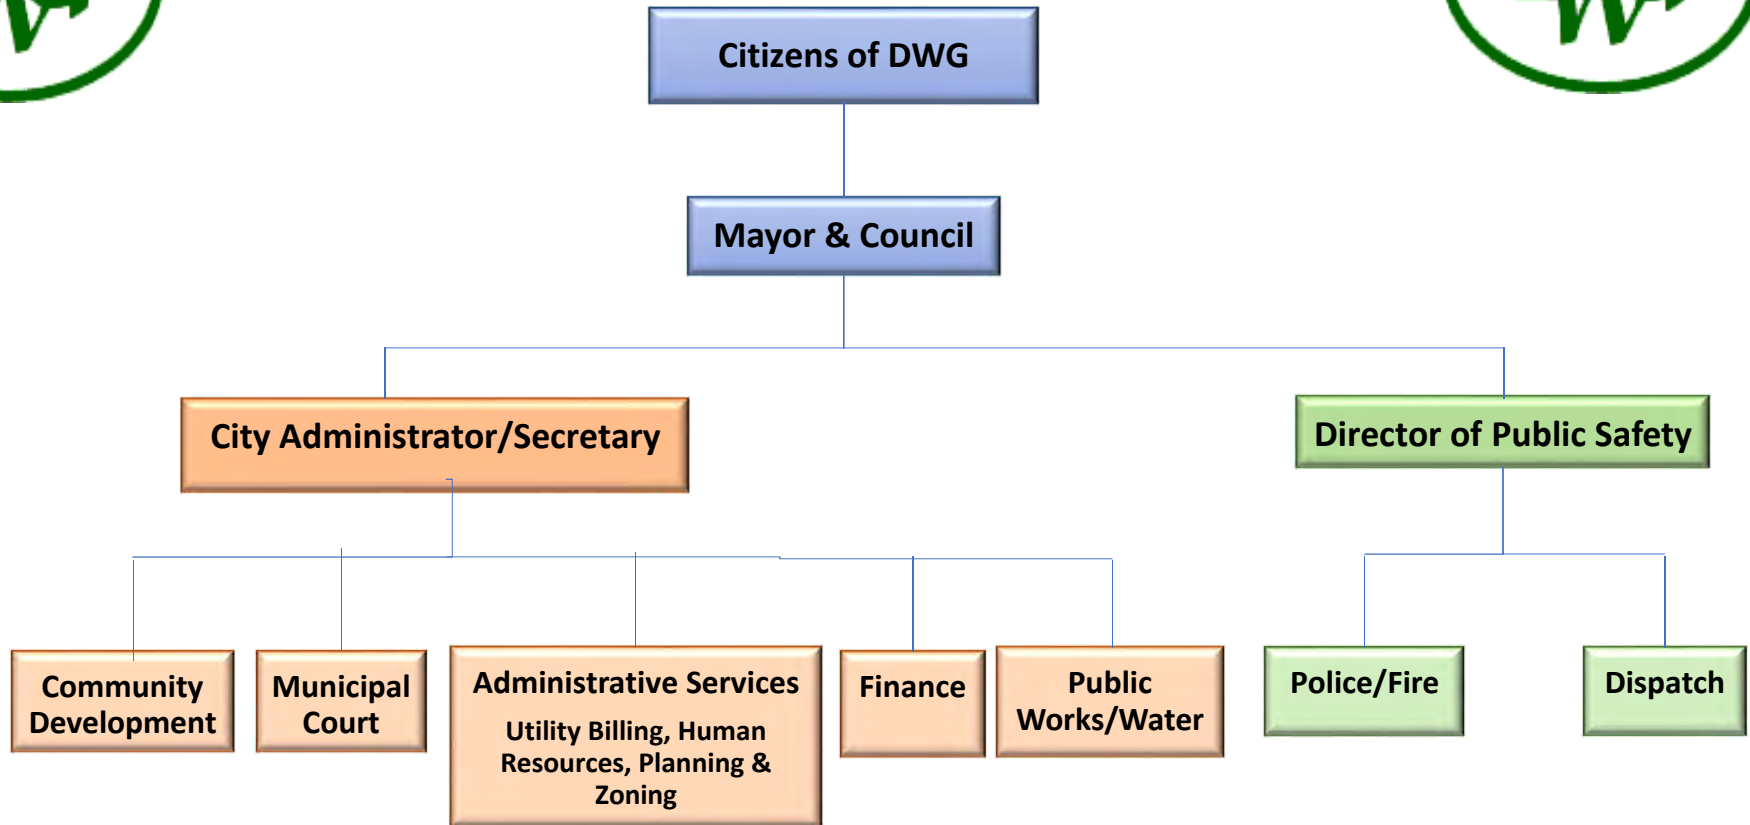 Citizens of DWG
Mayor & Council
City Administrator/Secretary
Director of Public Safety
Community
Development
Municipal
Court
Administrative Services
Utility Billing, Human
Resources, Planning &
Zoning
Finance
Public
Works/Water
Police/Fire
Dispatch